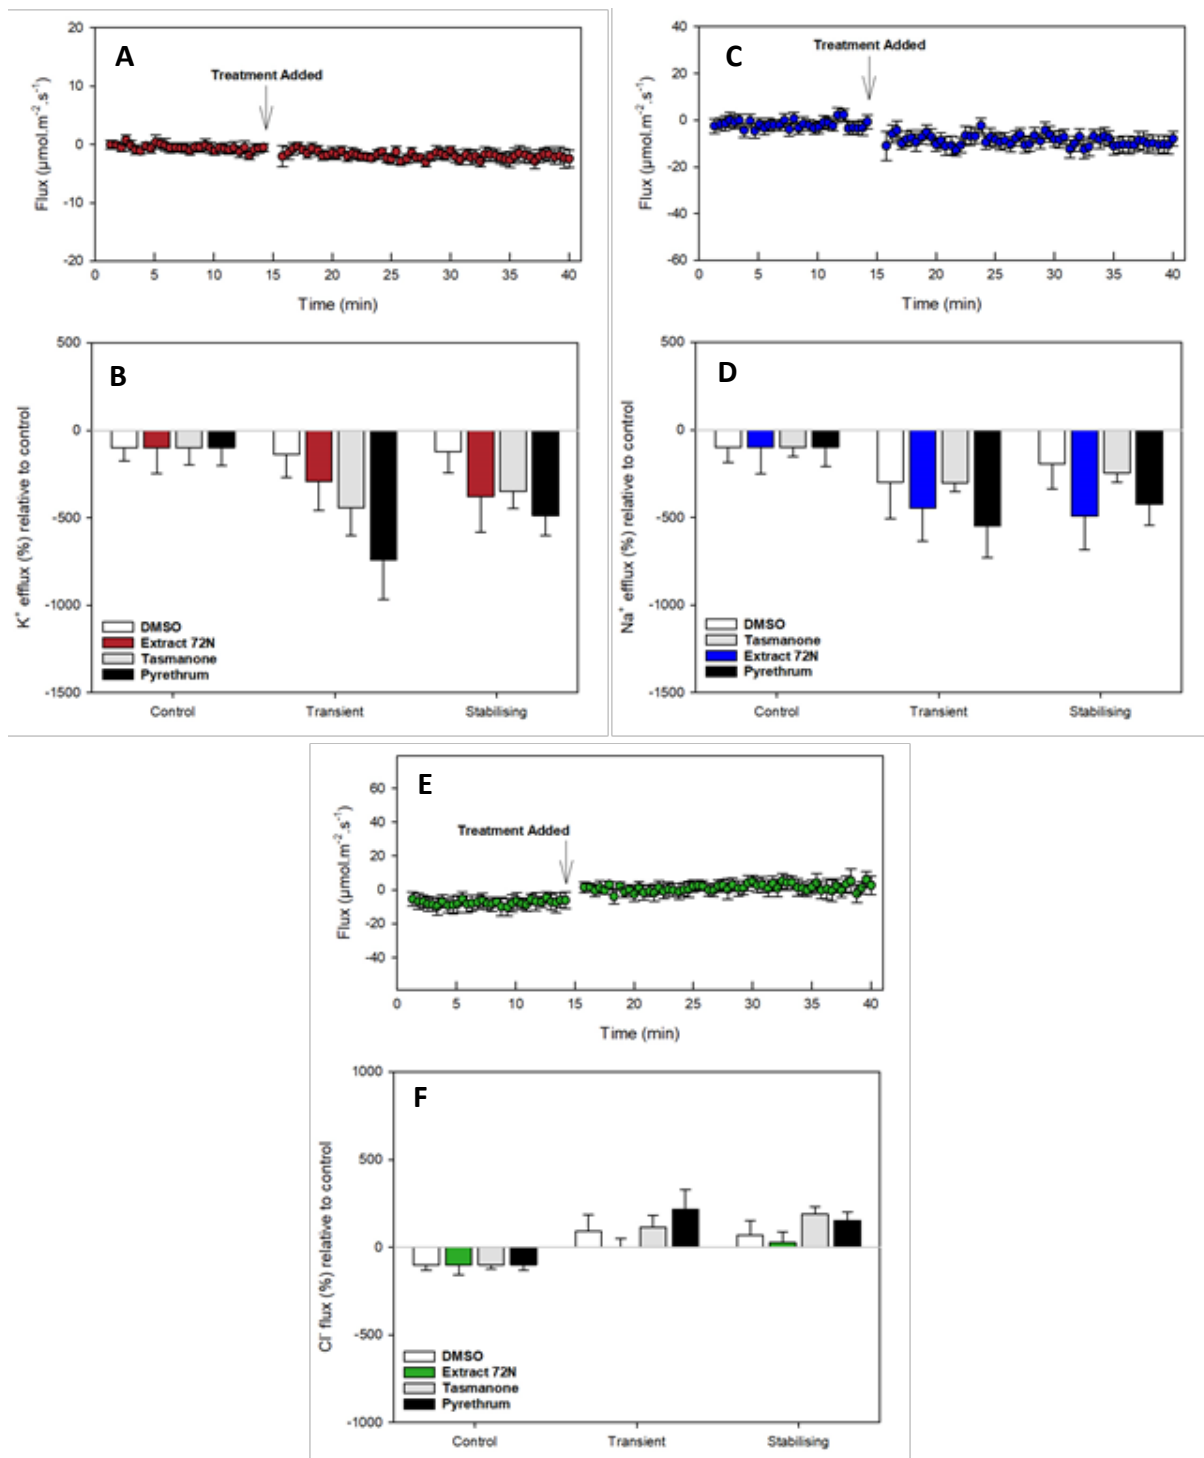 A
Treatment Added
Flux (µmol.m⁻².s⁻¹)
20
10
0
-10
-20
0 5 10 15 20 25 30 35 40
Time (min)
B
K⁺ efflux (%) relative to control
500
0
-500
-1000
-1500
DMSO
Extract 72N
Tasmanone
Pyrethrum
Control Transient Stabilising
C
Treatment Added
Flux (µmol.m⁻².s⁻¹)
40
20
0
-20
-40
-60
0 5 10 15 20 25 30 35 40
Time (min)
D
Na⁺ efflux (%) relative to control
500
0
-500
-1000
-1500
DMSO
Tasmanone
Extract 72N
Pyrethrum
Control Transient Stabilising
E
Treatment Added
Flux (µmol.m⁻².s⁻¹)
60
40
20
0
-20
-40
0 5 10 15 20 25 30 35 40
Time (min)
F
Cl⁻ flux (%) relative to control
1000
500
0
-500
-1000
DMSO
Extract 72N
Tasmanone
Pyrethrum
Control Transient Stabilising